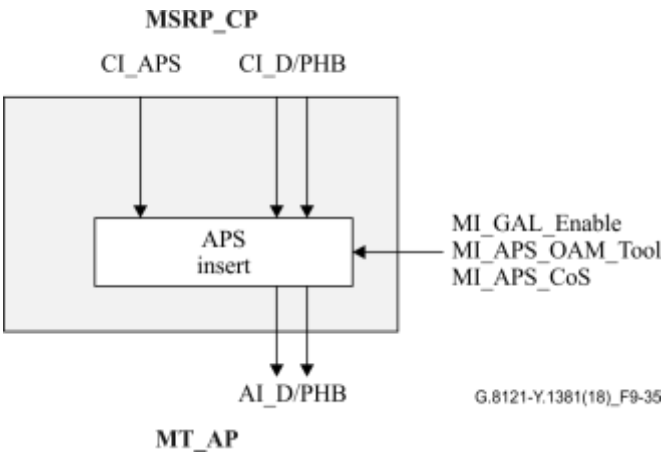 MSRP_CP
CI_APS CI_D/PHB
APS
insert
MI_GAL_Enable
MI_APS_OAM_Tool
MI_APS_CoS
AI_D/PHB
G.8121-Y.1381(18)_F9-35
MT_AP